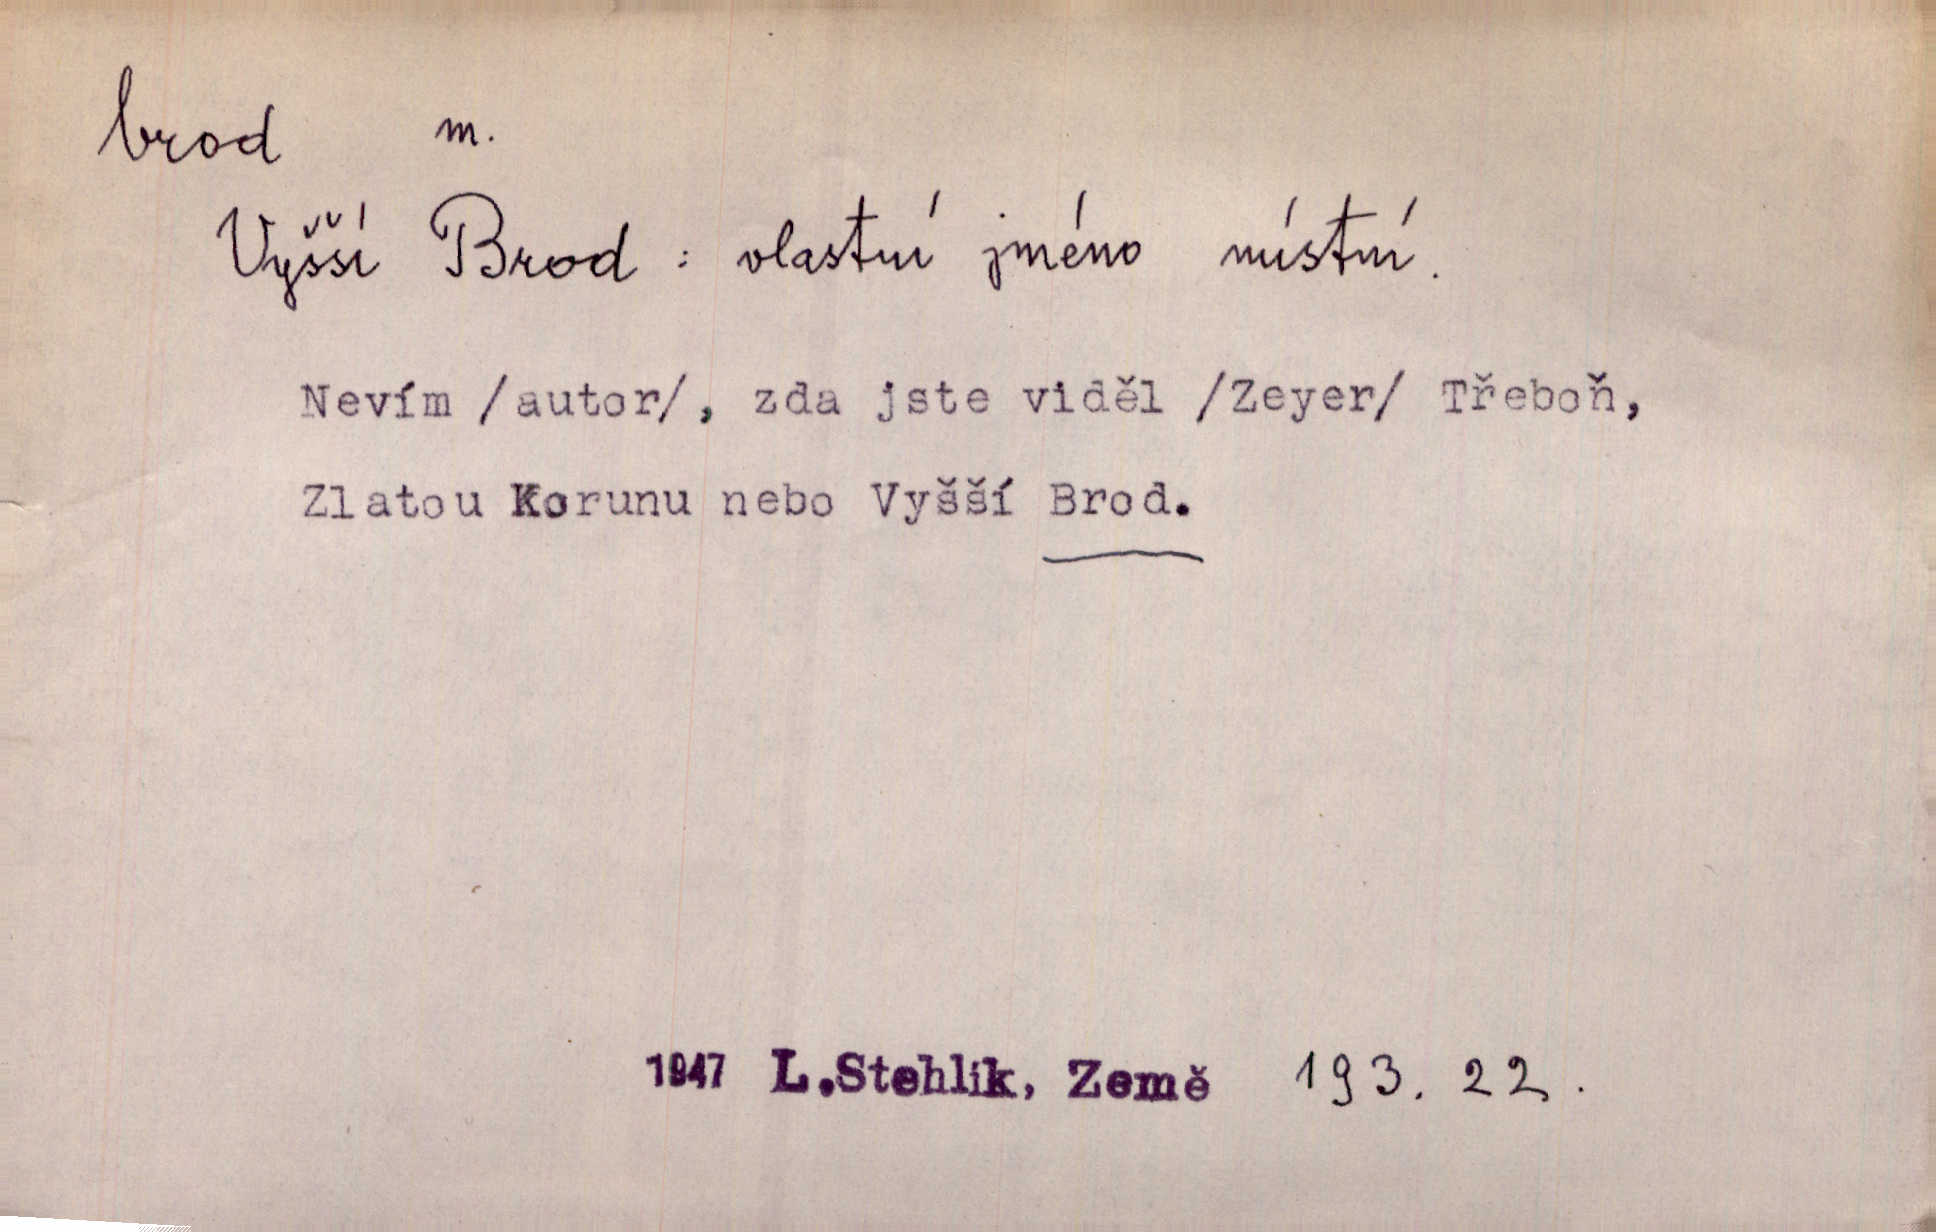 brod m.
Vyšší Brod : vlastní jméno místní.
Nevím /autor/, zda jste viděl /Zeyer/ Třeboň,
Zlatou Korunu nebo Vyšší Brod.
1947 L.Stehlík, Země 193. 22.